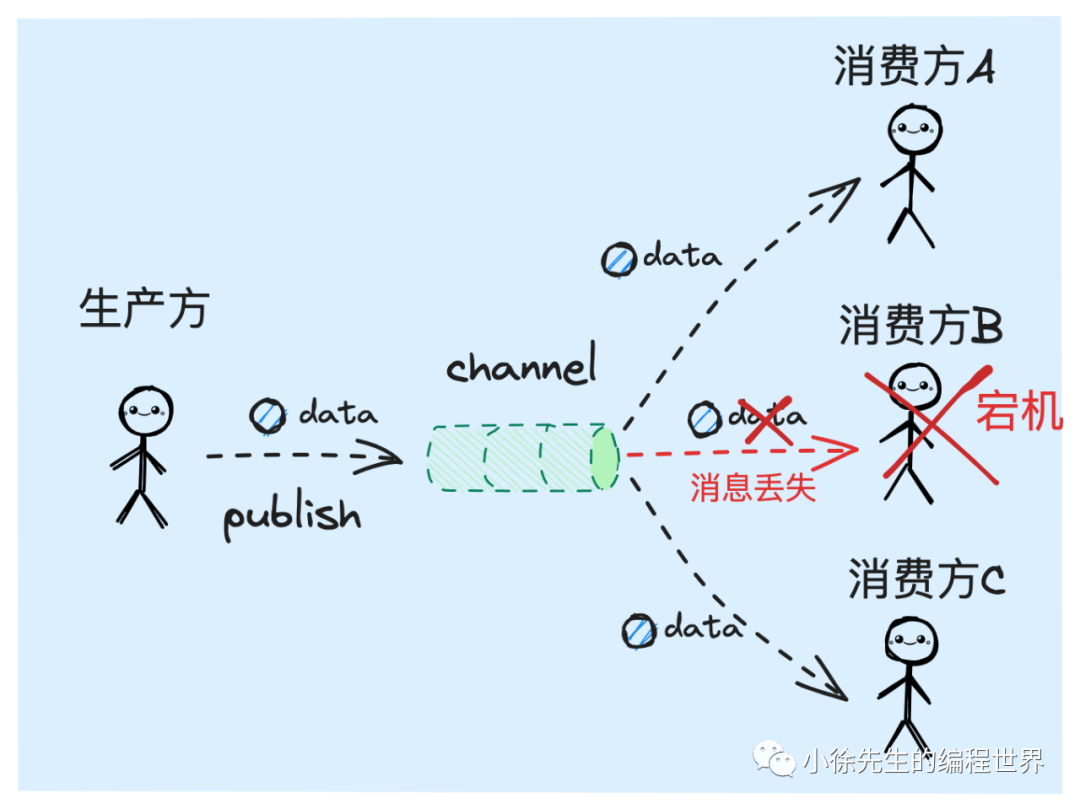 消费方A
data
生产方
消费方B
channel
data
data
宕机
publish
消息丢失
消费方C
data
小徐先生的编程世界